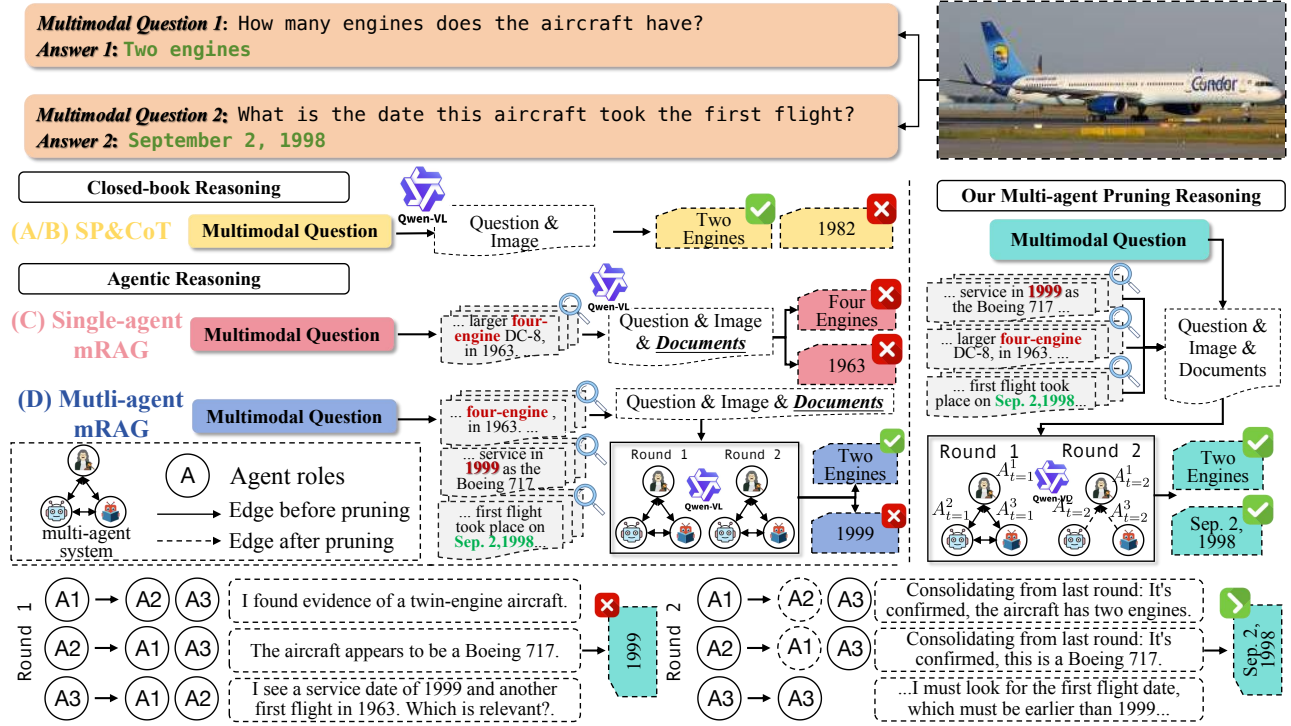 Multimodal Question 1: How many engines does the aircraft have?
Answer 1: Two engines
Multimodal Question 2: What is the date this aircraft took the first flight?
Answer 2: September 2, 1998
Condor
Closed-book Reasoning
(A/B) SP&CoT
Multimodal Question
Qwen-VL
Question &
Image
Two
Engines
1982
Agentic Reasoning
(C) Single-agent
mRAG
Multimodal Question
... larger four-
engine DC-8,
in 1963.
Qwen-VL
Question & Image
& Documents
Four
Engines
1963
(D) Mutli-agent
mRAG
Multimodal Question
... four-engine ,
in 1963. ...
... service in
1999 as the
Boeing 717...
... first flight
took place on
Sep. 2,1998...
Question & Image & Documents
Round 1
Round 2
Qwen-VL
Two
Engines
1999
multi-agent
system
A
Agent roles
Edge before pruning
Edge after pruning
Our Multi-agent Pruning Reasoning
Multimodal Question
... service in 1999 as
the Boeing 717 ...
... larger four-engine
DC-8, in 1963. ...
... first flight took
place on Sep. 2,1998...
Question &
Image &
Documents
Round 1
Round 2
A¹t=1
A²t=1
A³t=1
A¹t=2
A²t=2
A³t=2
Two
Engines
Sep. 2,
1998
Round 1
A1 A2 A3
I found evidence of a twin-engine aircraft.
A2 A1 A3
The aircraft appears to be a Boeing 717.
A3 A1 A2
I see a service date of 1999 and another
first flight in 1963. Which is relevant?.
1999
Round 2
A1 A2 A3
Consolidating from last round: It's
confirmed, the aircraft has two engines.
A2 A1 A3
Consolidating from last round: It's
confirmed, this is a Boeing 717.
A3 A3
...I must look for the first flight date,
which must be earlier than 1999...
Sep. 2,
1998